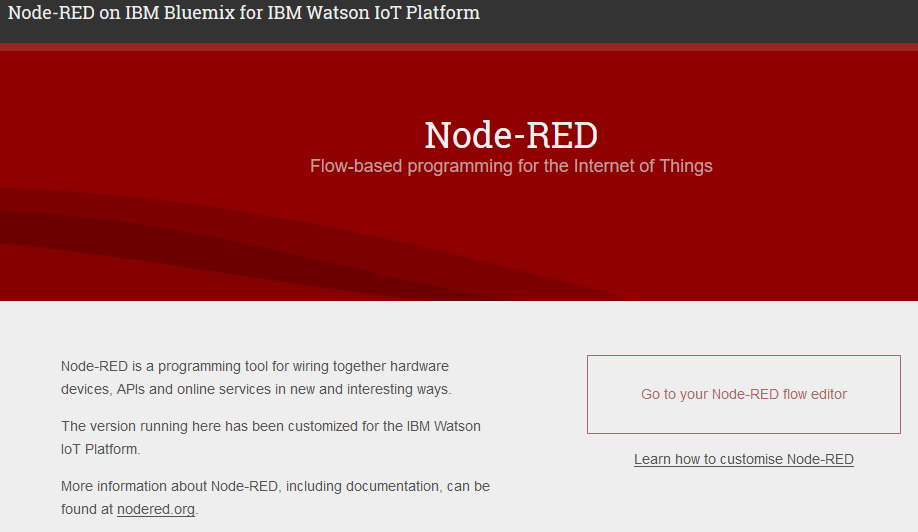 Node-RED on IBM Bluemix for IBM Watson IoT Platform
Node-RED
Flow-based programming for the Internet of Things
Node-RED is a programming tool for wiring together hardware
devices, APIs and online services in new and interesting ways.
The version running here has been customized for the IBM Watson
IoT Platform.
More information about Node-RED, including documentation, can be
found at nodered.org.
Go to your Node-RED flow editor
Learn how to customise Node-RED